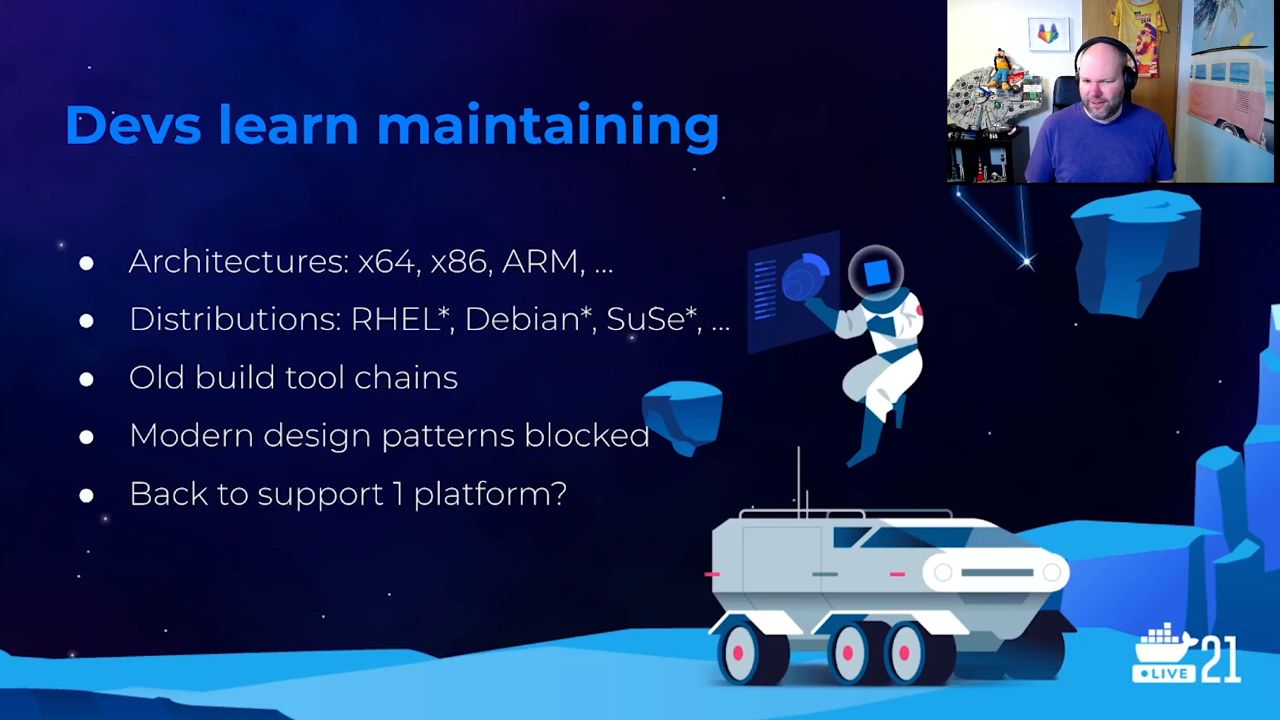 Devs learn maintaining
● Architectures: x64, x86, ARM, ...
● Distributions: RHEL*, Debian*, SuSe*, ...
● Old build tool chains
● Modern design patterns blocked
● Back to support 1 platform?
LIVE 21